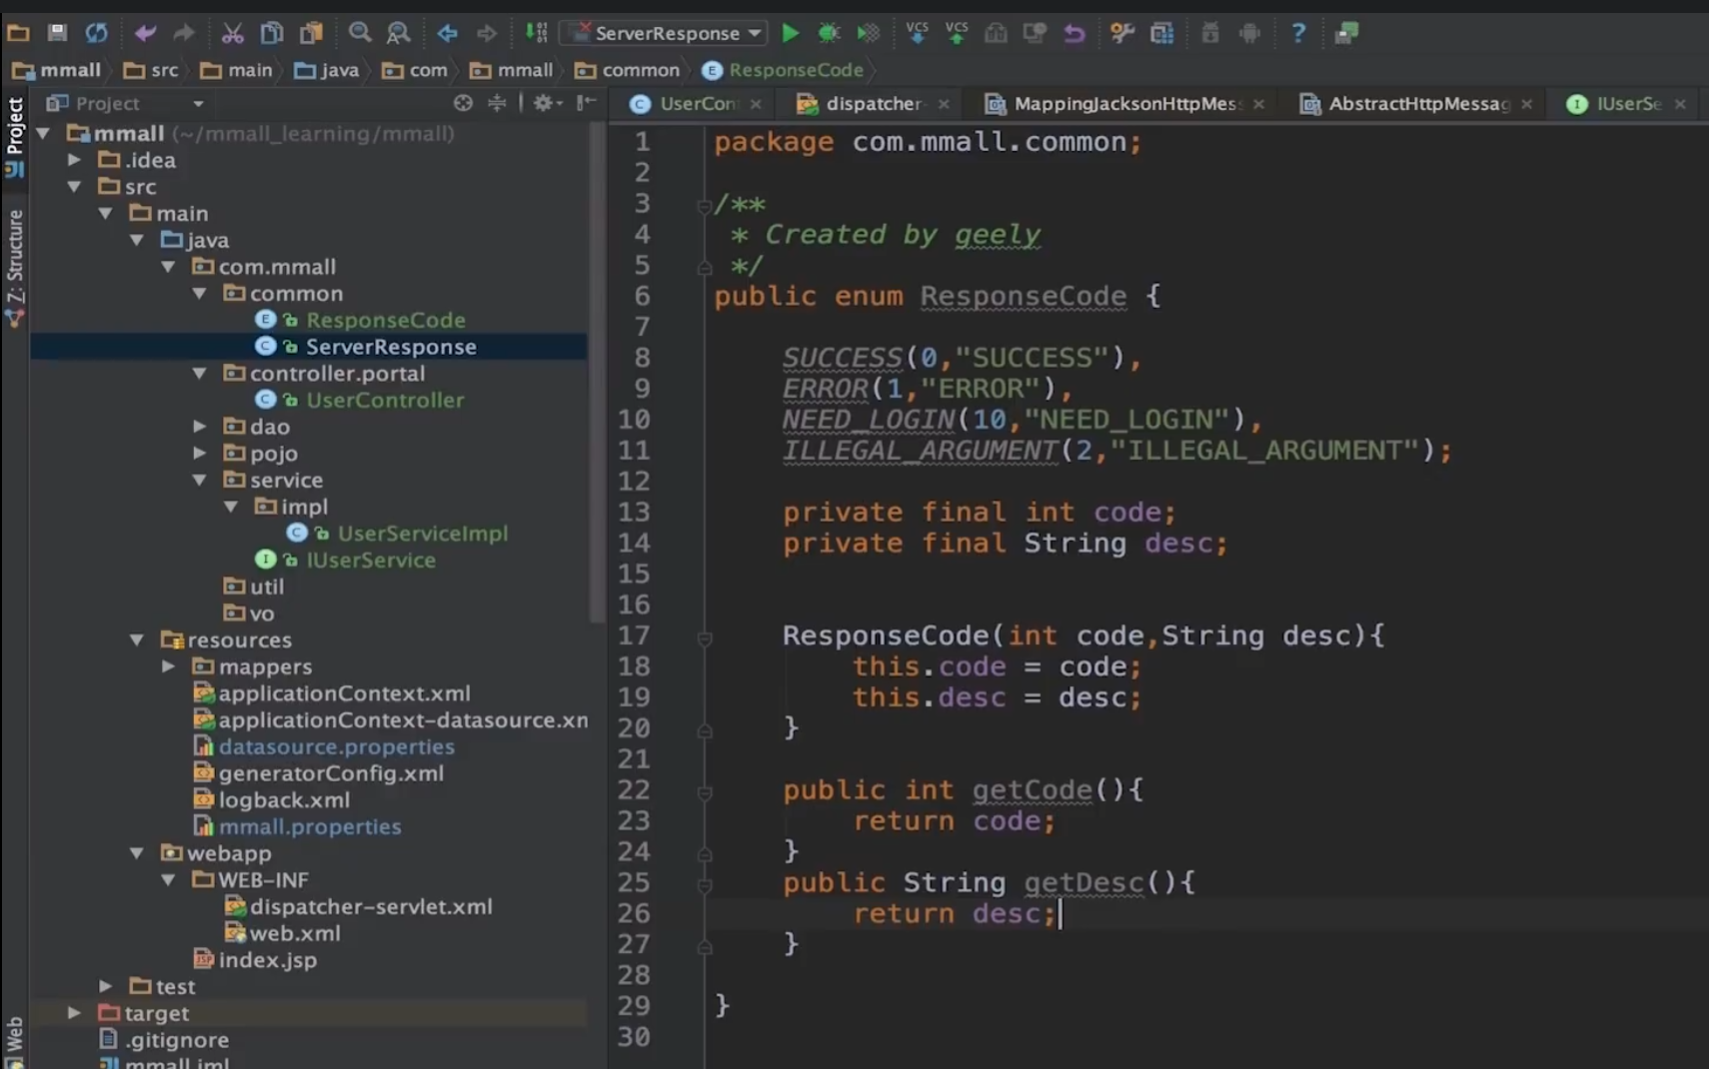 ServerResponse
VCS VCS
mmall src main java com mmall common ResponseCode
Project
UserCon dispatcher- MappingJacksonHttpMes AbstractHttpMessag IUserSe
Project
Z: Structure
Web
mmall (~/mmall_learning/mmall)
.idea
src
main
java
com.mmall
common
ResponseCode
ServerResponse
controller.portal
UserController
dao
pojo
service
impl
UserServiceImpl
IUserService
util
vo
resources
mappers
applicationContext.xml
applicationContext-datasource.xn
datasource.properties
generatorConfig.xml
logback.xml
mmall.properties
webapp
WEB-INF
dispatcher-servlet.xml
web.xml
index.jsp
test
target
.gitignore
mmall.iml
1 package com.mmall.common;
2
3 /**
4 * Created by geely
5 */
6 public enum ResponseCode {
7
8 SUCCESS(0,"SUCCESS"),
9 ERROR(1,"ERROR"),
10 NEED_LOGIN(10,"NEED_LOGIN"),
11 ILLEGAL_ARGUMENT(2,"ILLEGAL_ARGUMENT");
12
13 private final int code;
14 private final String desc;
15
16
17 ResponseCode(int code,String desc){
18 this.code = code;
19 this.desc = desc;
20 }
21
22 public int getCode(){
23 return code;
24 }
25 public String getDesc(){
26 return desc;
27 }
28
29 }
30